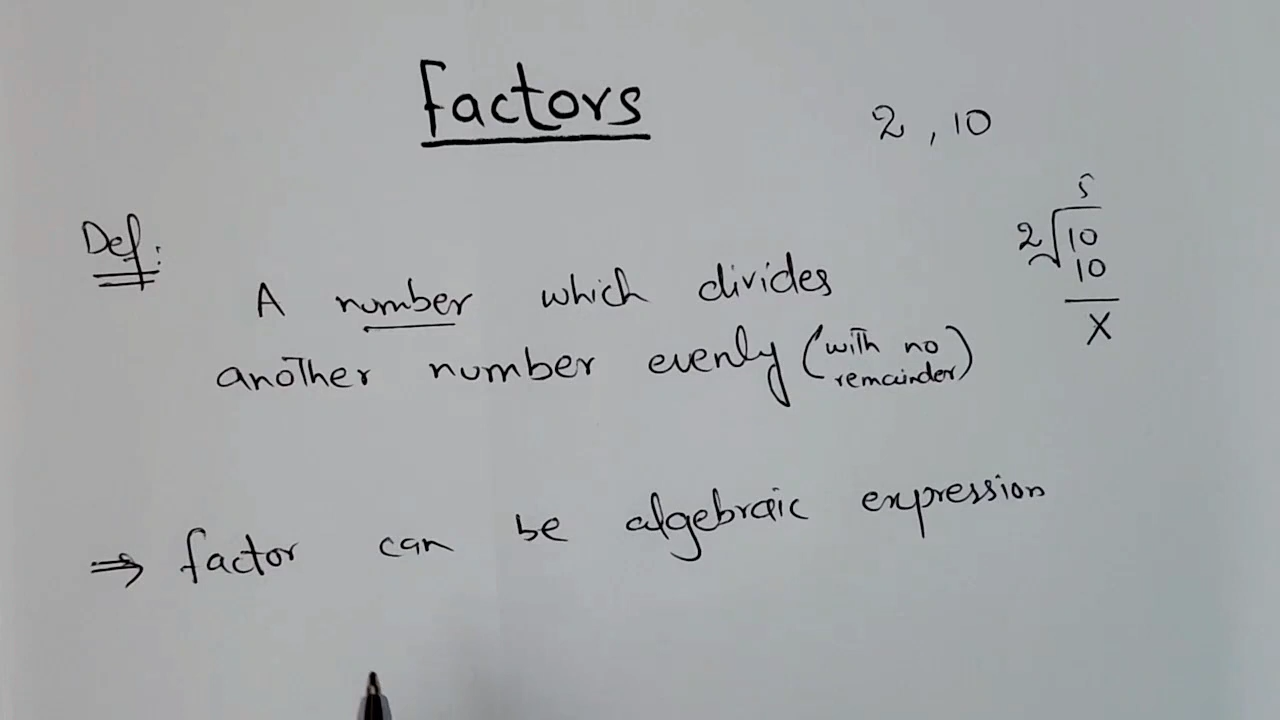 Factors
2 , 10
Def:
A number which divides
another number evenly (with no
remainder)
5
2 10
10
X
⇒ factor can be algebraic expression